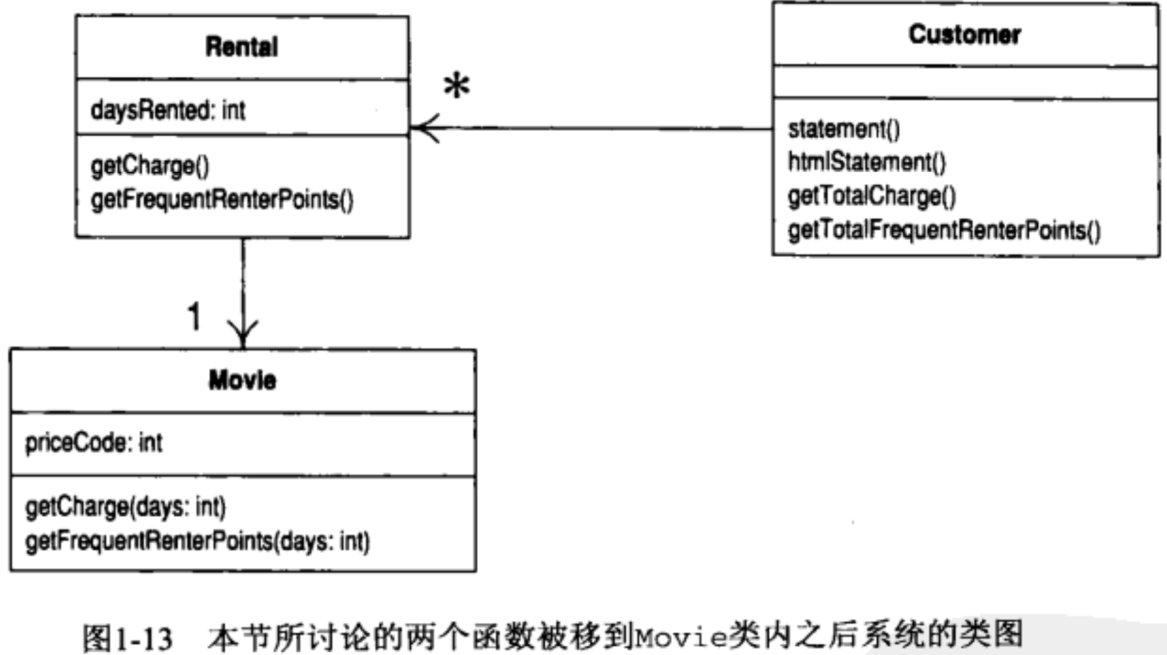 Rental
daysRented: int
getCharge()
getFrequentRenterPoints()
*
Customer
statement()
htmlStatement()
getTotalCharge()
getTotalFrequentRenterPoints()
1
Movie
priceCode: int
getCharge(days: int)
getFrequentRenterPoints(days: int)
图1-13 本节所讨论的两个函数被移到Movie类内之后系统的类图